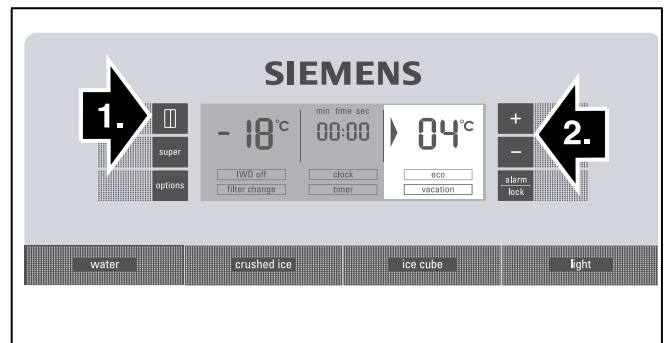 SIEMENS
1.
super
options
min time sec
- 18°C
00:00
04°C
IWD off
clock
eco
filter change
timer
vacation
+
-
alarm
lock
2.
water
crushed ice
ice cube
light